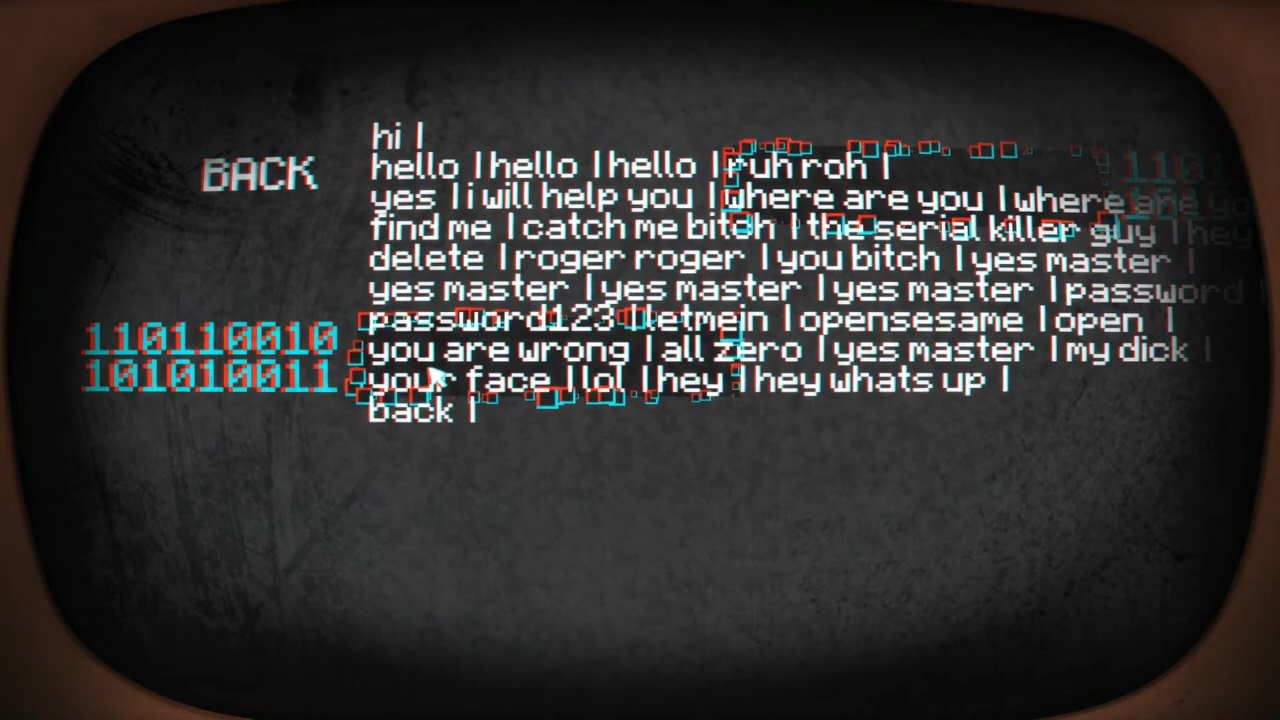 BACK
hi |
hello | hello | hello | ruh roh |
yes | i will help you | where are you | where are yo
find me | catch me bitch | the serial killer guy | hey
delete | roger roger | you bitch | yes master |
yes master | yes master | yes master | password
password123 | letmein | opensesame | open |
you are wrong | all zero | yes master | my dick |
your face | lol | hey | hey whats up |
back |
110110010
101010011